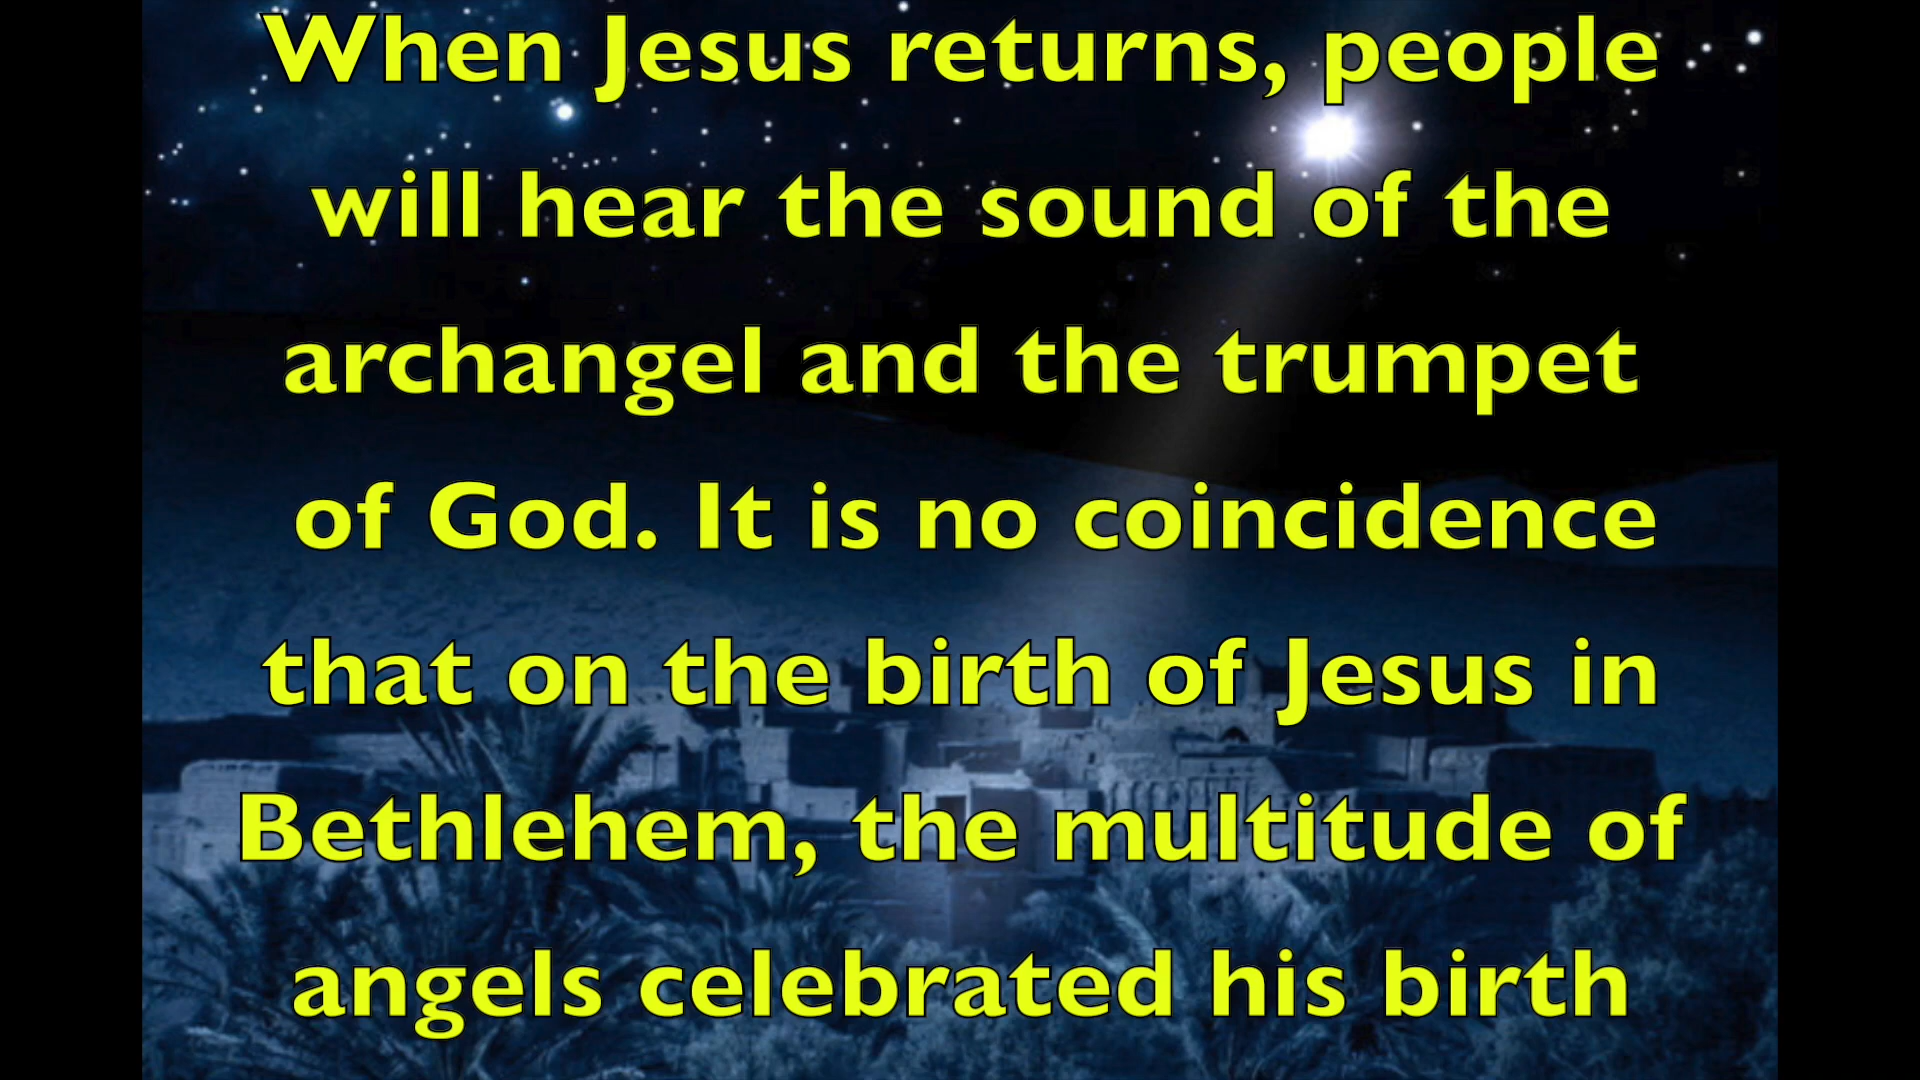 When Jesus returns, people
will hear the sound of the
archangel and the trumpet
of God. It is no coincidence
that on the birth of Jesus in
Bethlehem, the multitude of
angels celebrated his birth